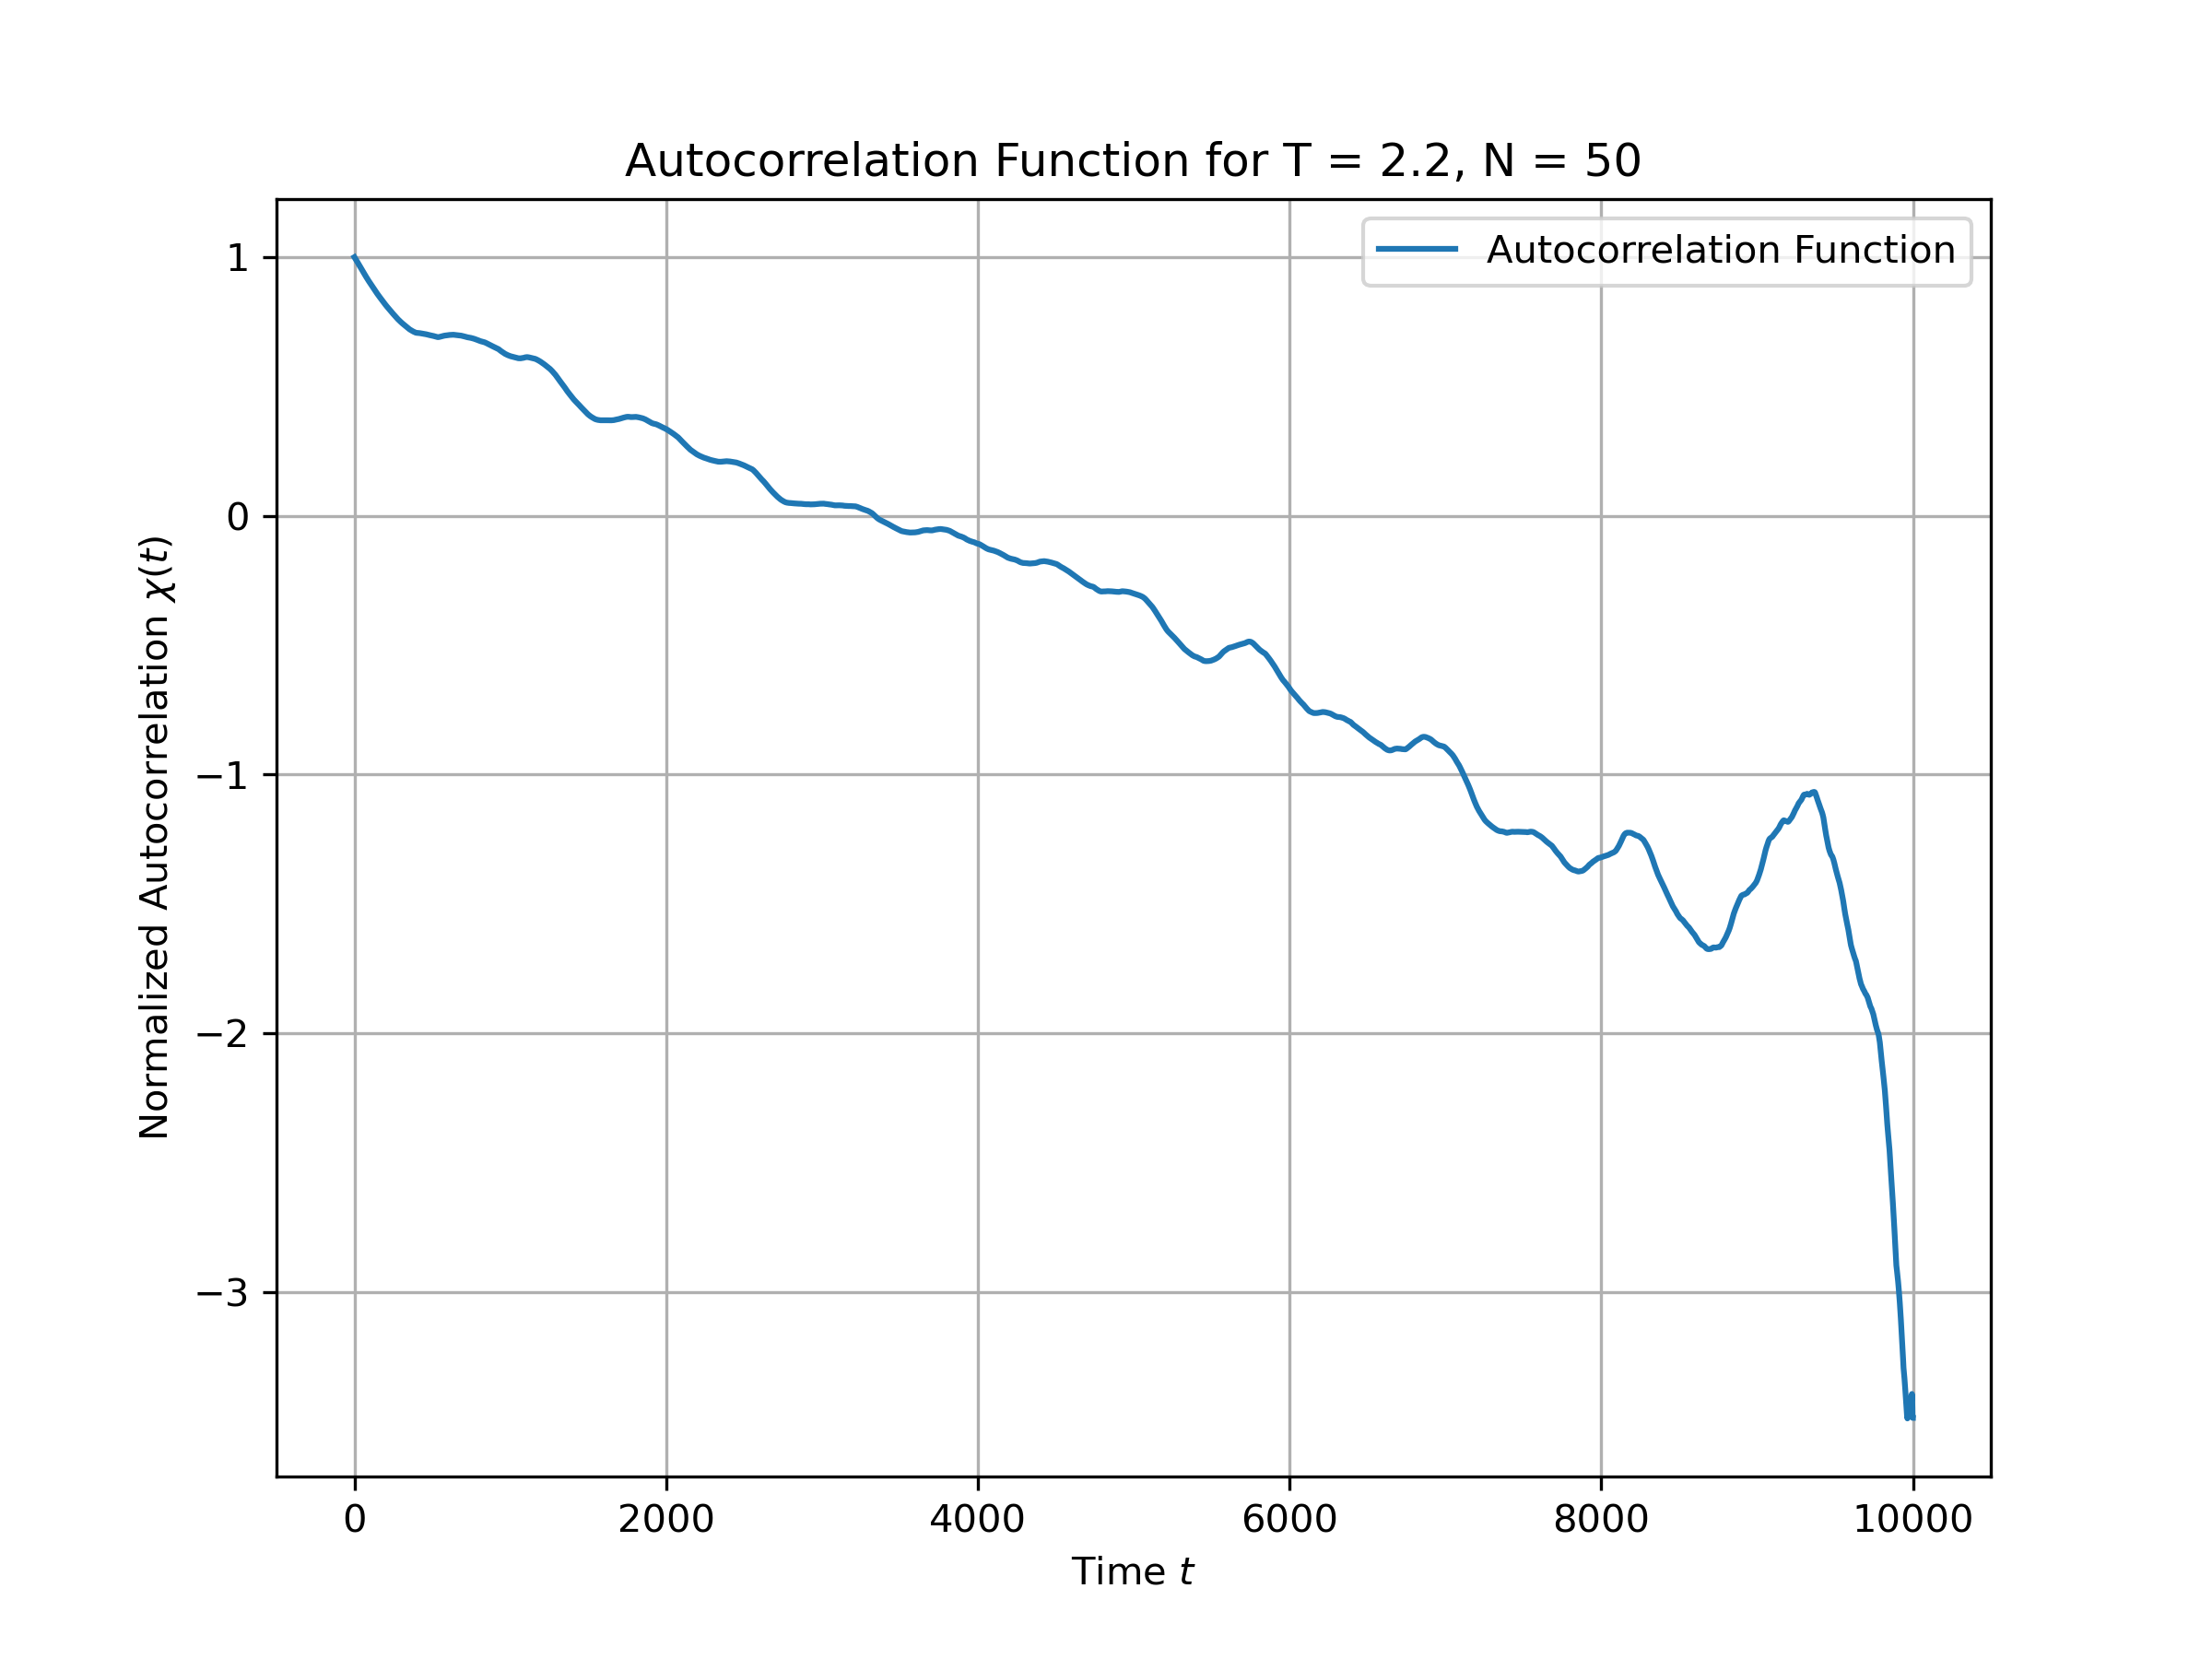 Autocorrelation Function for T = 2.2, N = 50
Autocorrelation Function
1
0
−1
−2
−3
Normalized Autocorrelation χ(t)
0 2000 4000 6000 8000 10000
Time t